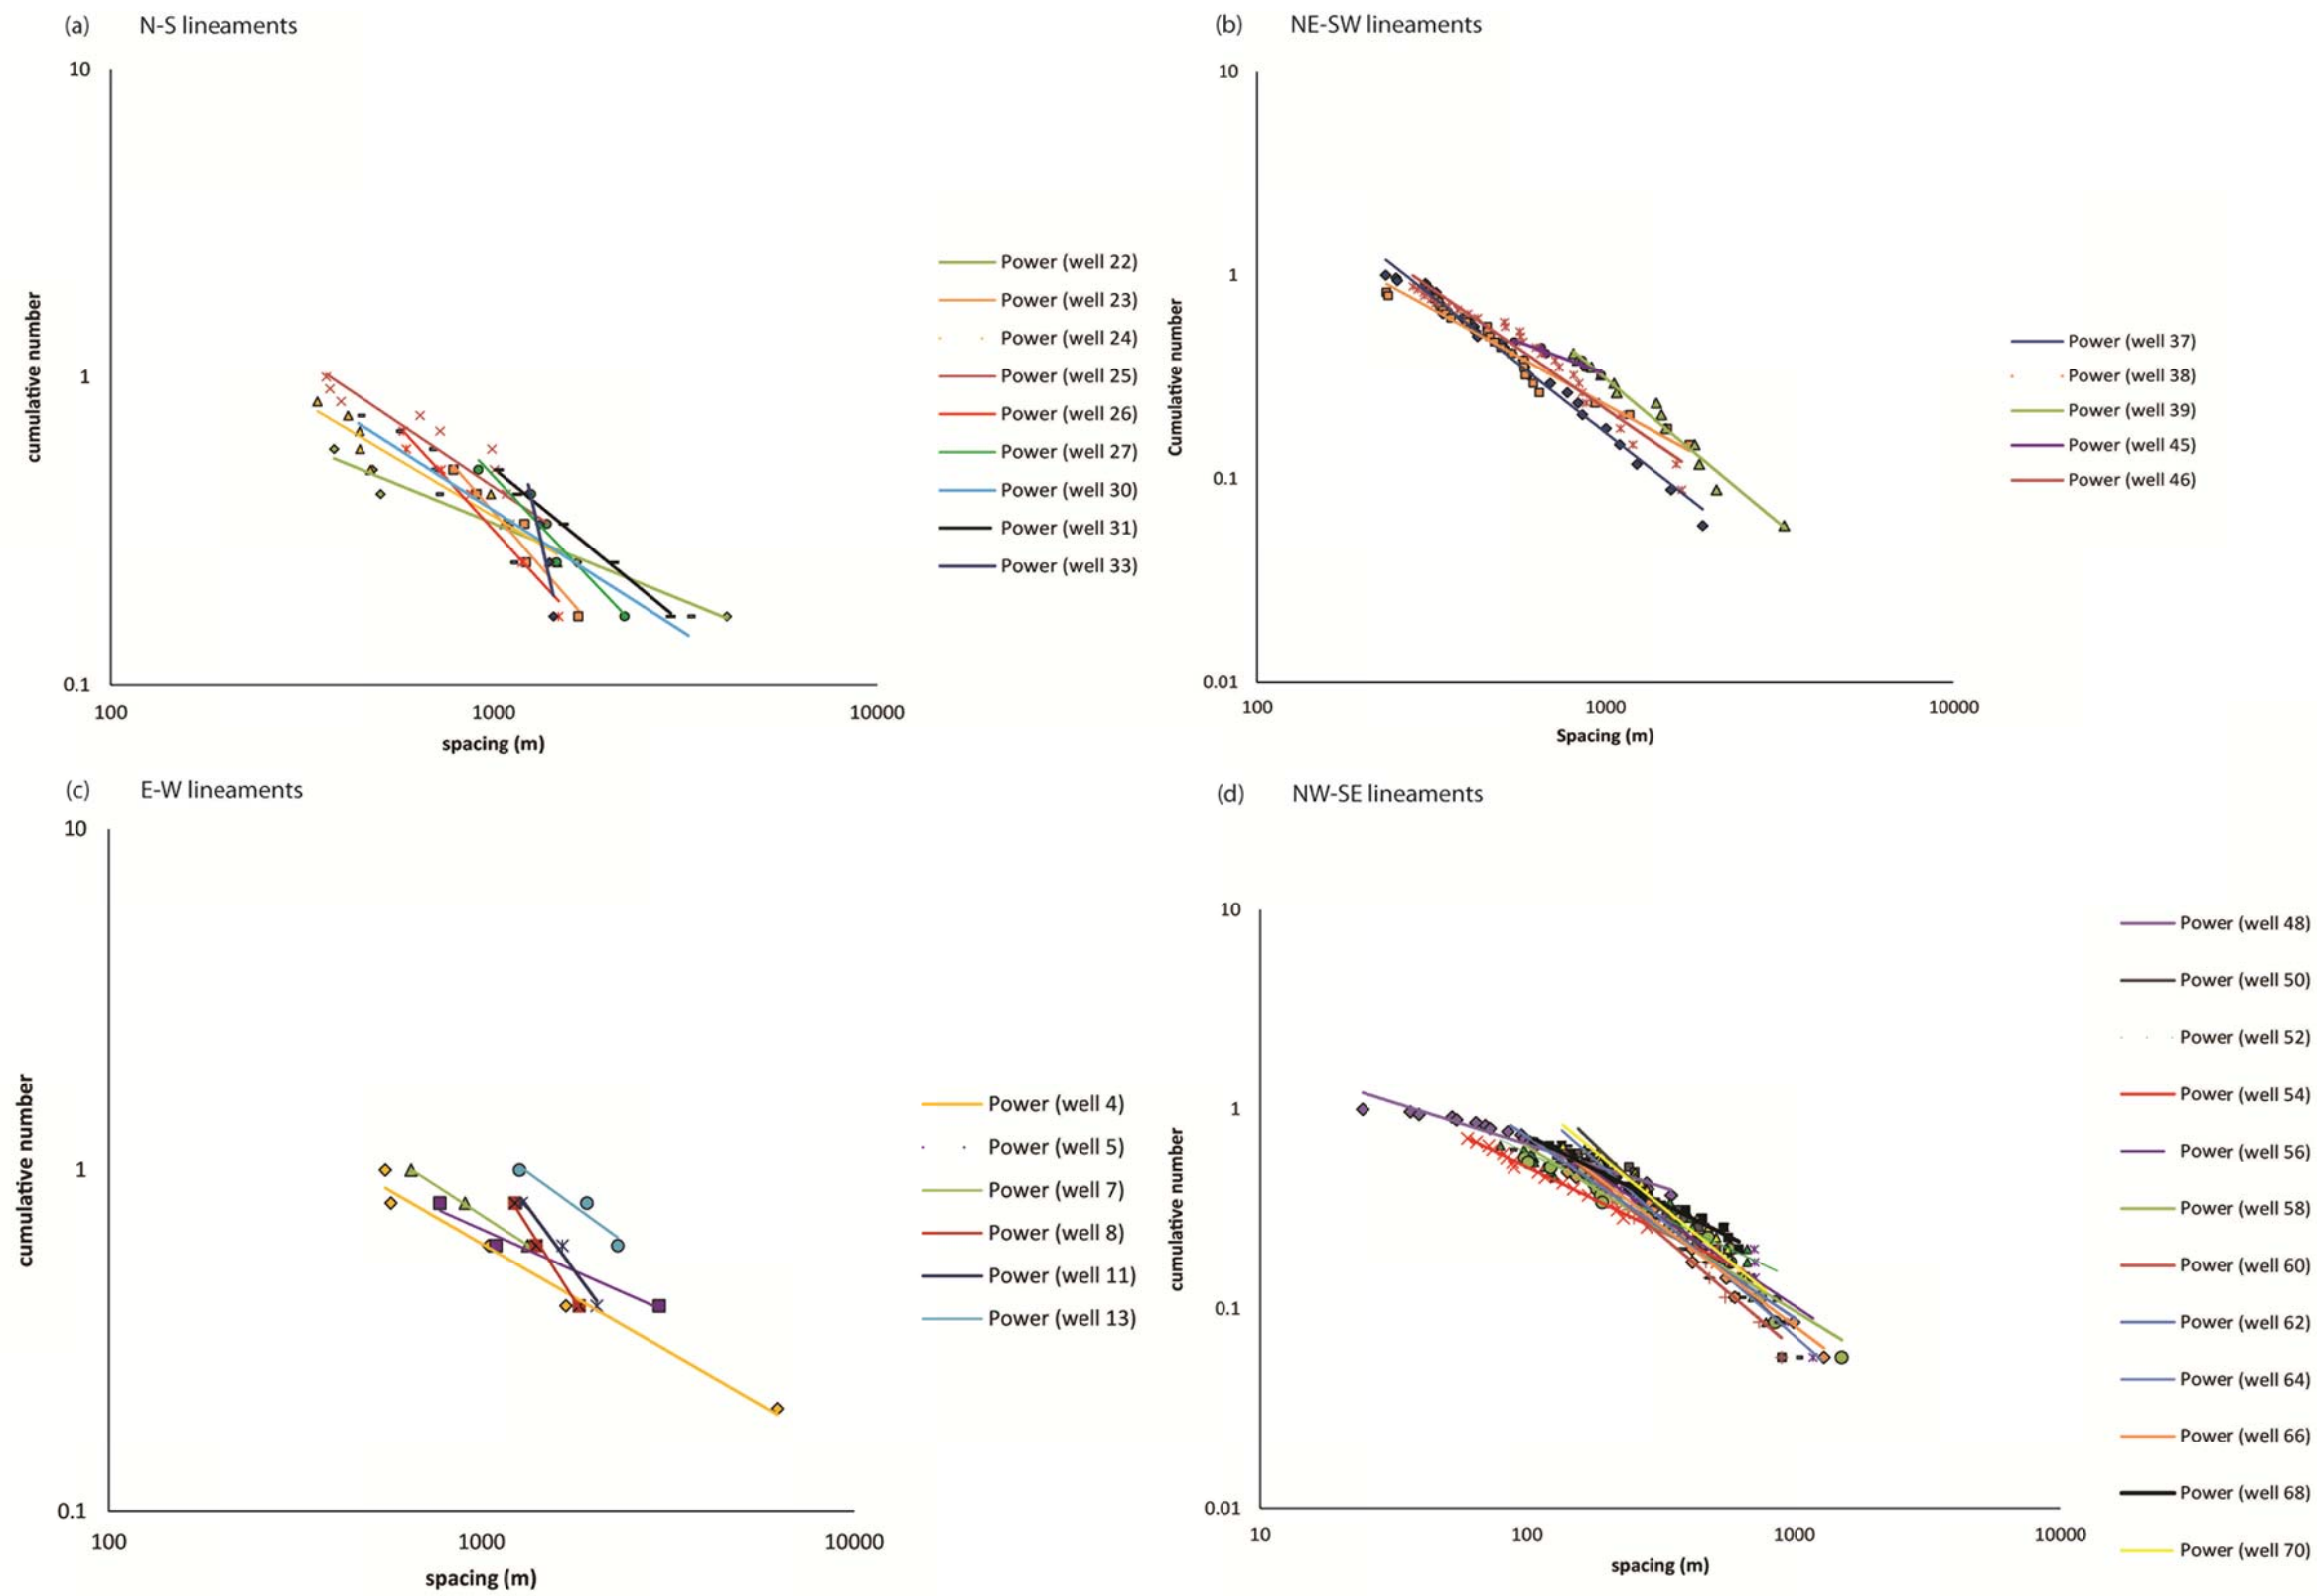 (a) N-S lineaments
10
1
0.1
cumulative number
100 1000 10000
spacing (m)
Power (well 22)
Power (well 23)
Power (well 24)
Power (well 25)
Power (well 26)
Power (well 27)
Power (well 30)
Power (well 31)
Power (well 33)
(b) NE-SW lineaments
10
1
0.1
0.01
Cumulative number
100 1000 10000
Spacing (m)
Power (well 37)
Power (well 38)
Power (well 39)
Power (well 45)
Power (well 46)
(c) E-W lineaments
10
1
0.1
cumulative number
100 1000 10000
spacing (m)
Power (well 4)
Power (well 5)
Power (well 7)
Power (well 8)
Power (well 11)
Power (well 13)
(d) NW-SE lineaments
10
1
0.1
0.01
cumulative number
10 100 1000 10000
spacing (m)
Power (well 48)
Power (well 50)
Power (well 52)
Power (well 54)
Power (well 56)
Power (well 58)
Power (well 60)
Power (well 62)
Power (well 64)
Power (well 66)
Power (well 68)
Power (well 70)